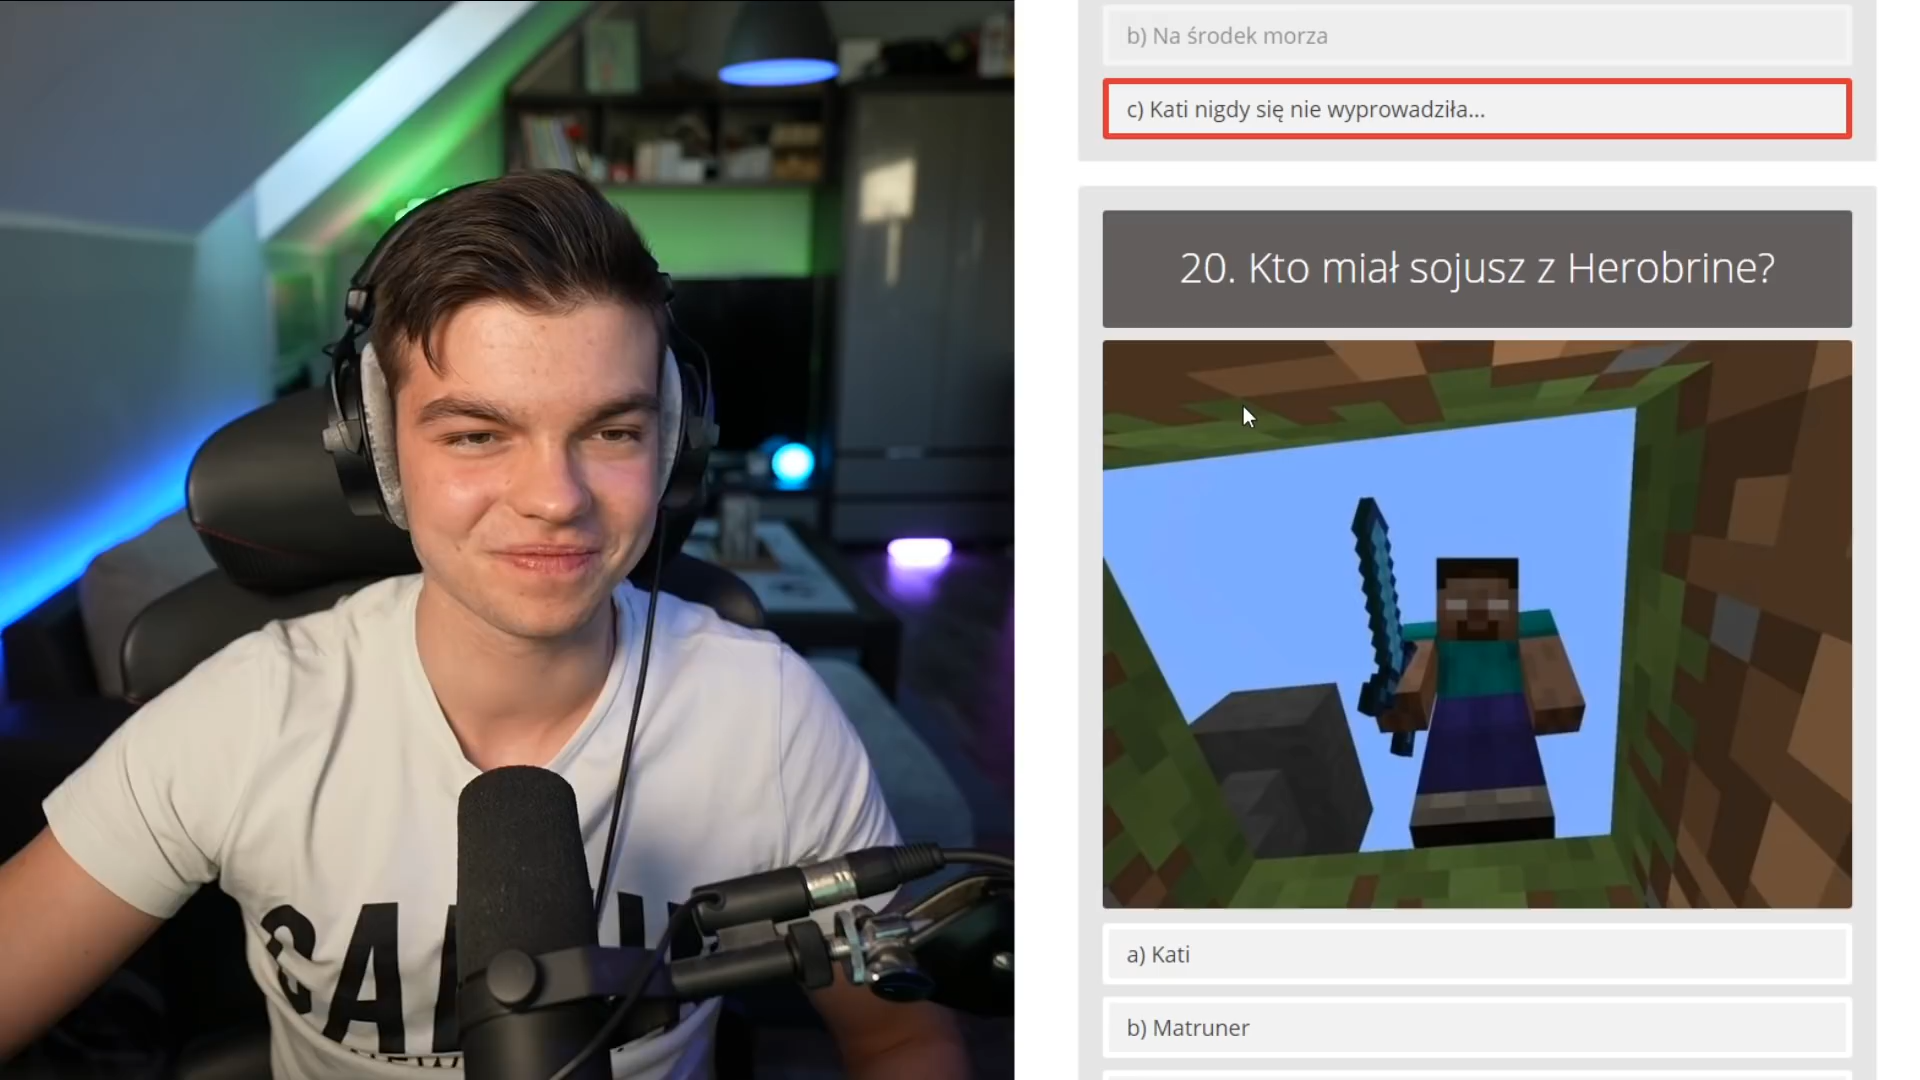 b) Na środek morza
c) Kati nigdy się nie wyprowadziła...
20. Kto miał sojusz z Herobrine?
a) Kati
b) Matruner